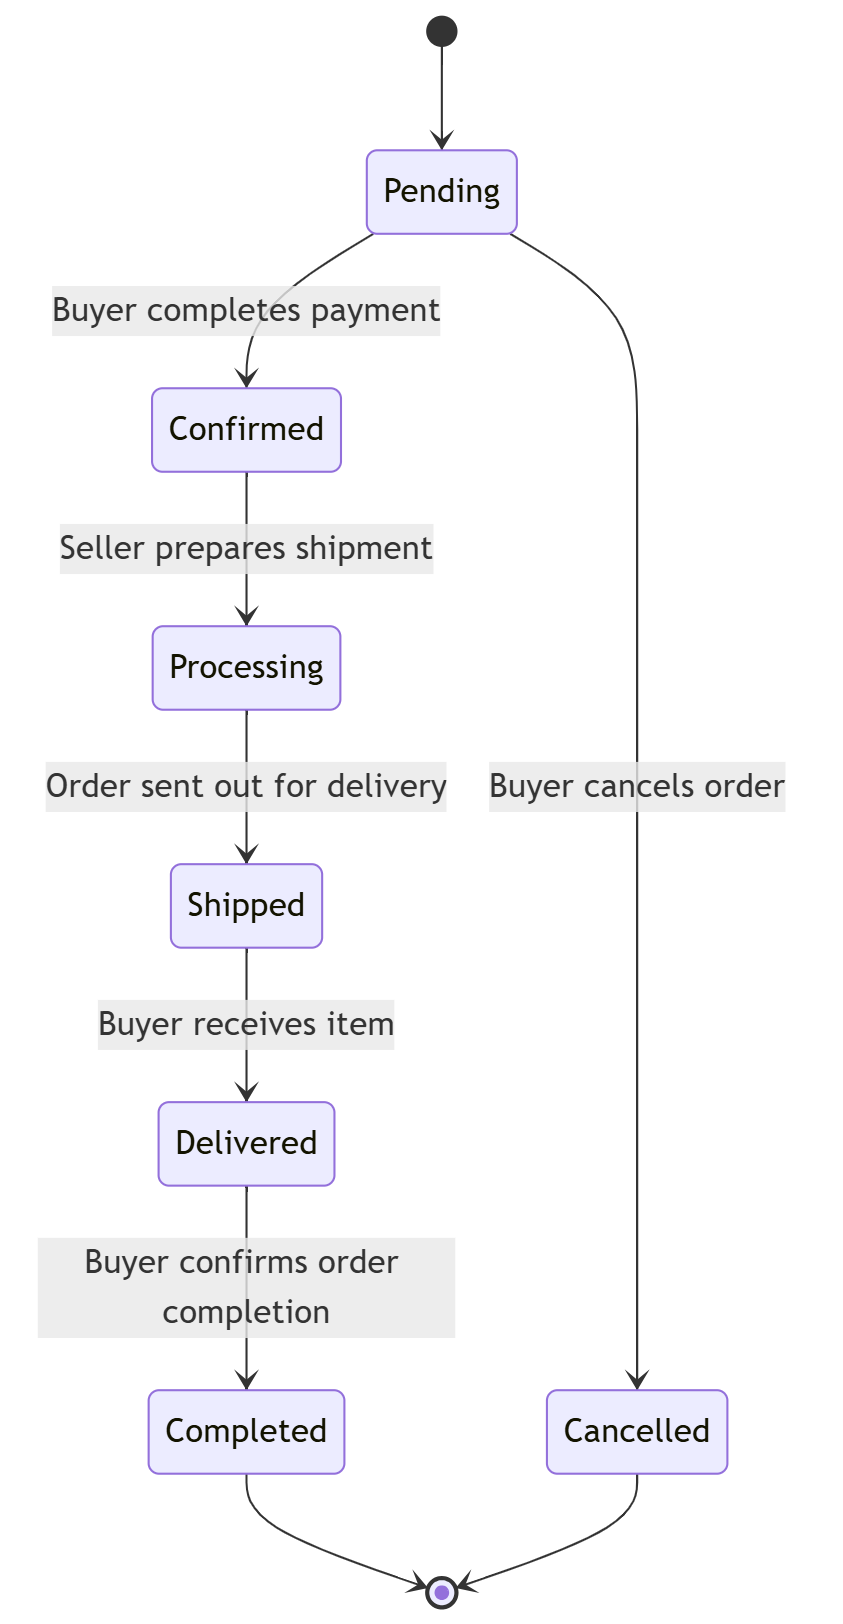 Pending
Buyer completes payment
Confirmed
Seller prepares shipment
Processing
Order sent out for delivery
Buyer cancels order
Shipped
Buyer receives item
Delivered
Buyer confirms order
completion
Completed
Cancelled